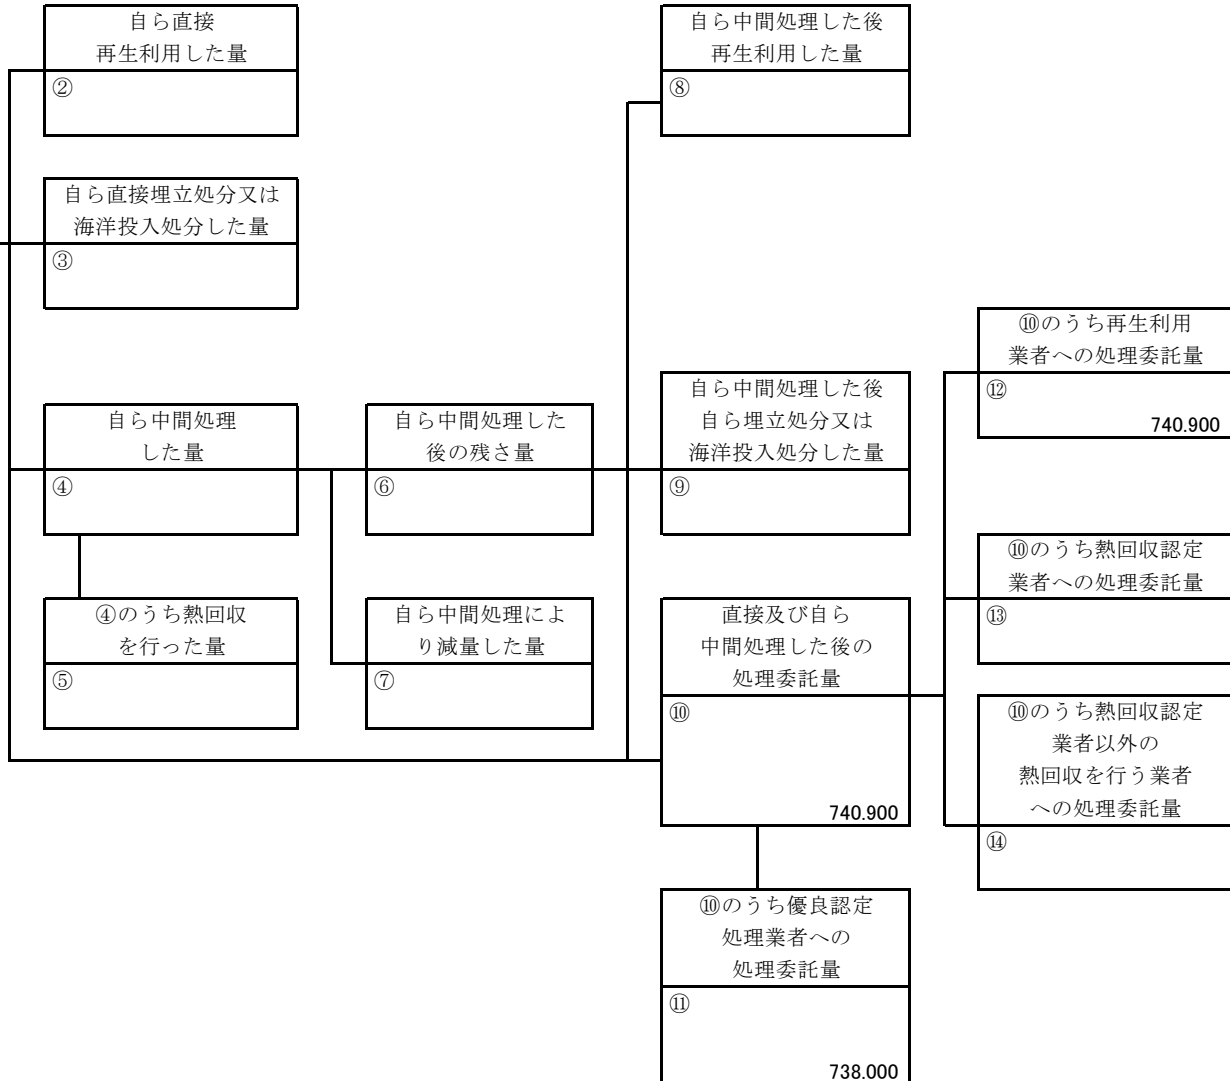 自ら直接
再生利用した量
②
自ら中間処理した後
再生利用した量
⑧
自ら直接埋立処分又は
海洋投入処分した量
③
⑩のうち再生利用
業者への処理委託量
⑫
740.900
自ら中間処理
した量
④
自ら中間処理した
後の残さ量
⑥
自ら中間処理した後
自ら埋立処分又は
海洋投入処分した量
⑨
⑩のうち熱回収認定
業者への処理委託量
⑬
④のうち熱回収
を行った量
⑤
自ら中間処理によ
り減量した量
⑦
直接及び自ら
中間処理した後の
処理委託量
⑩
740.900
⑩のうち熱回収認定
業者以外の
熱回収を行う業者
への処理委託量
⑭
⑩のうち優良認定
処理業者への
処理委託量
⑪
738.000